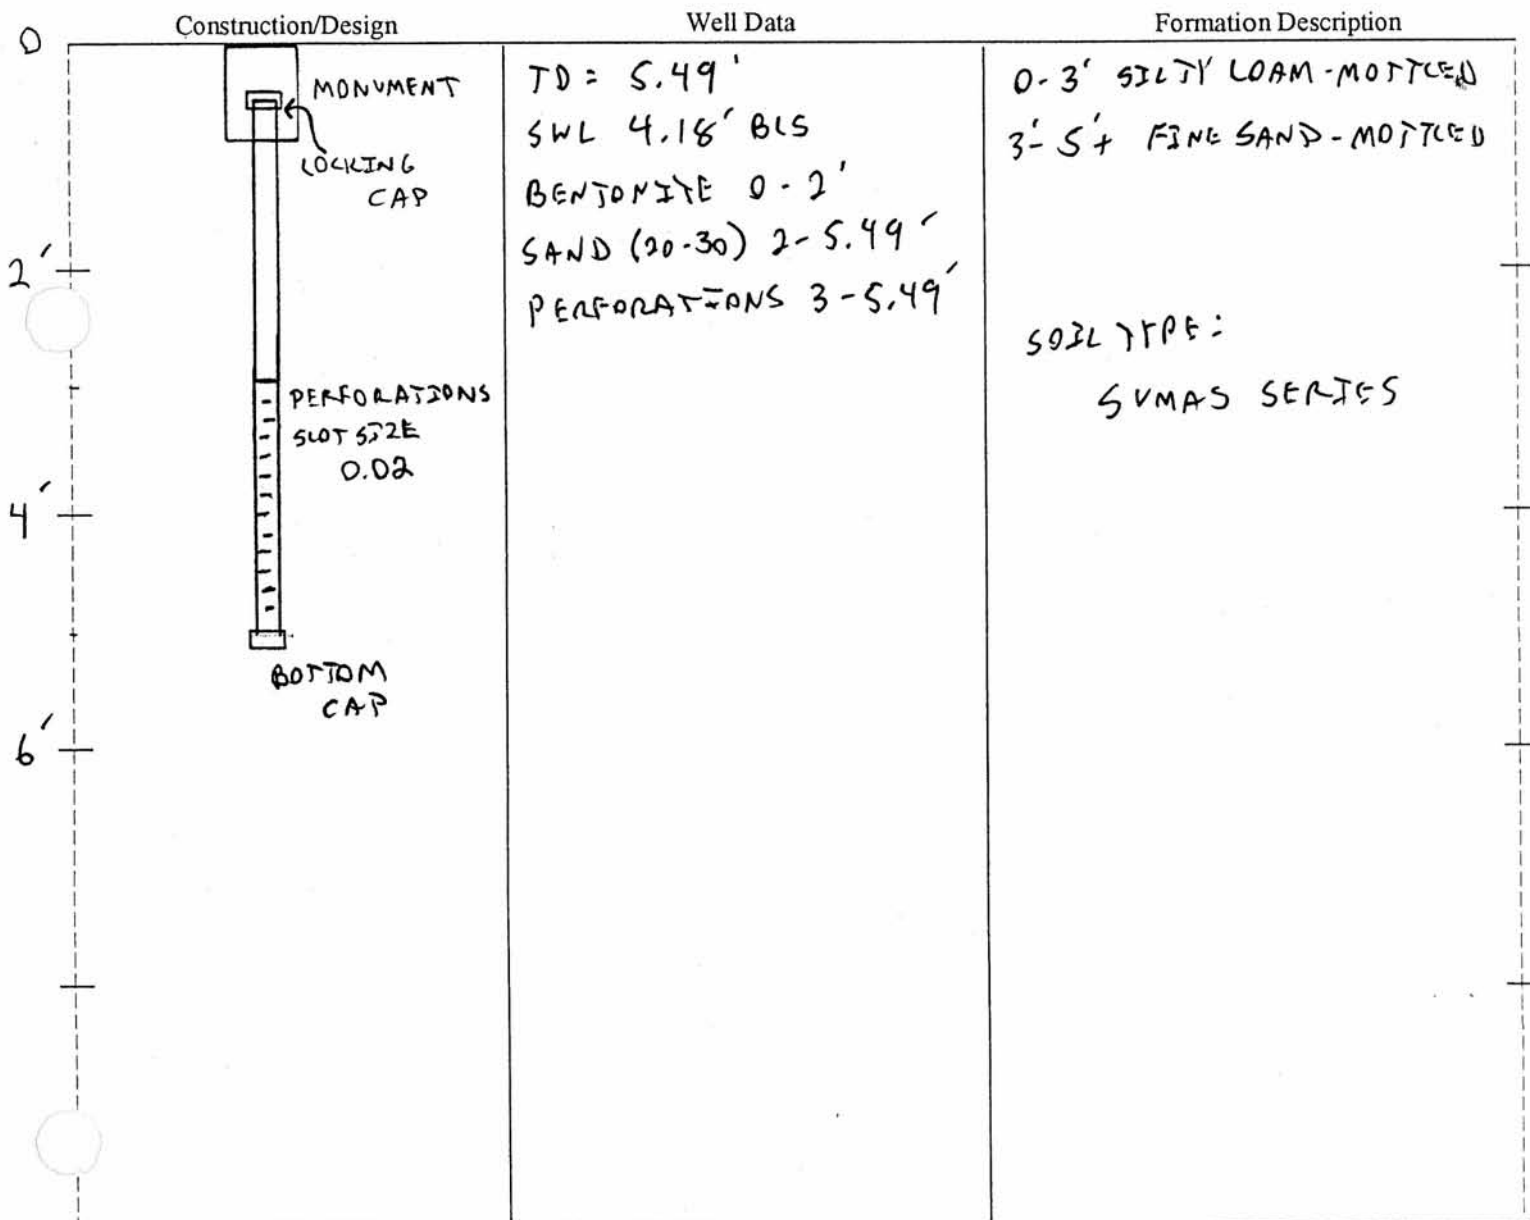 Construction/Design
Well Data
Formation Description
0
MONUMENT
LOCKING
CAP
2'
PERFORATIONS
SLOT SIZE
0.02
4'
BOTTOM
CAP
6'
TD = 5.49'
SWL 4.18' BLS
BENTONITE 0-2'
SAND (20-30) 2-5.49'
PERFORATIONS 3-5.49'
0-3' SILTY LOAM-MOTTLED
3'-5'+ FINE SAND-MOTTLED
SOIL TYPE:
SUMAS SERIES